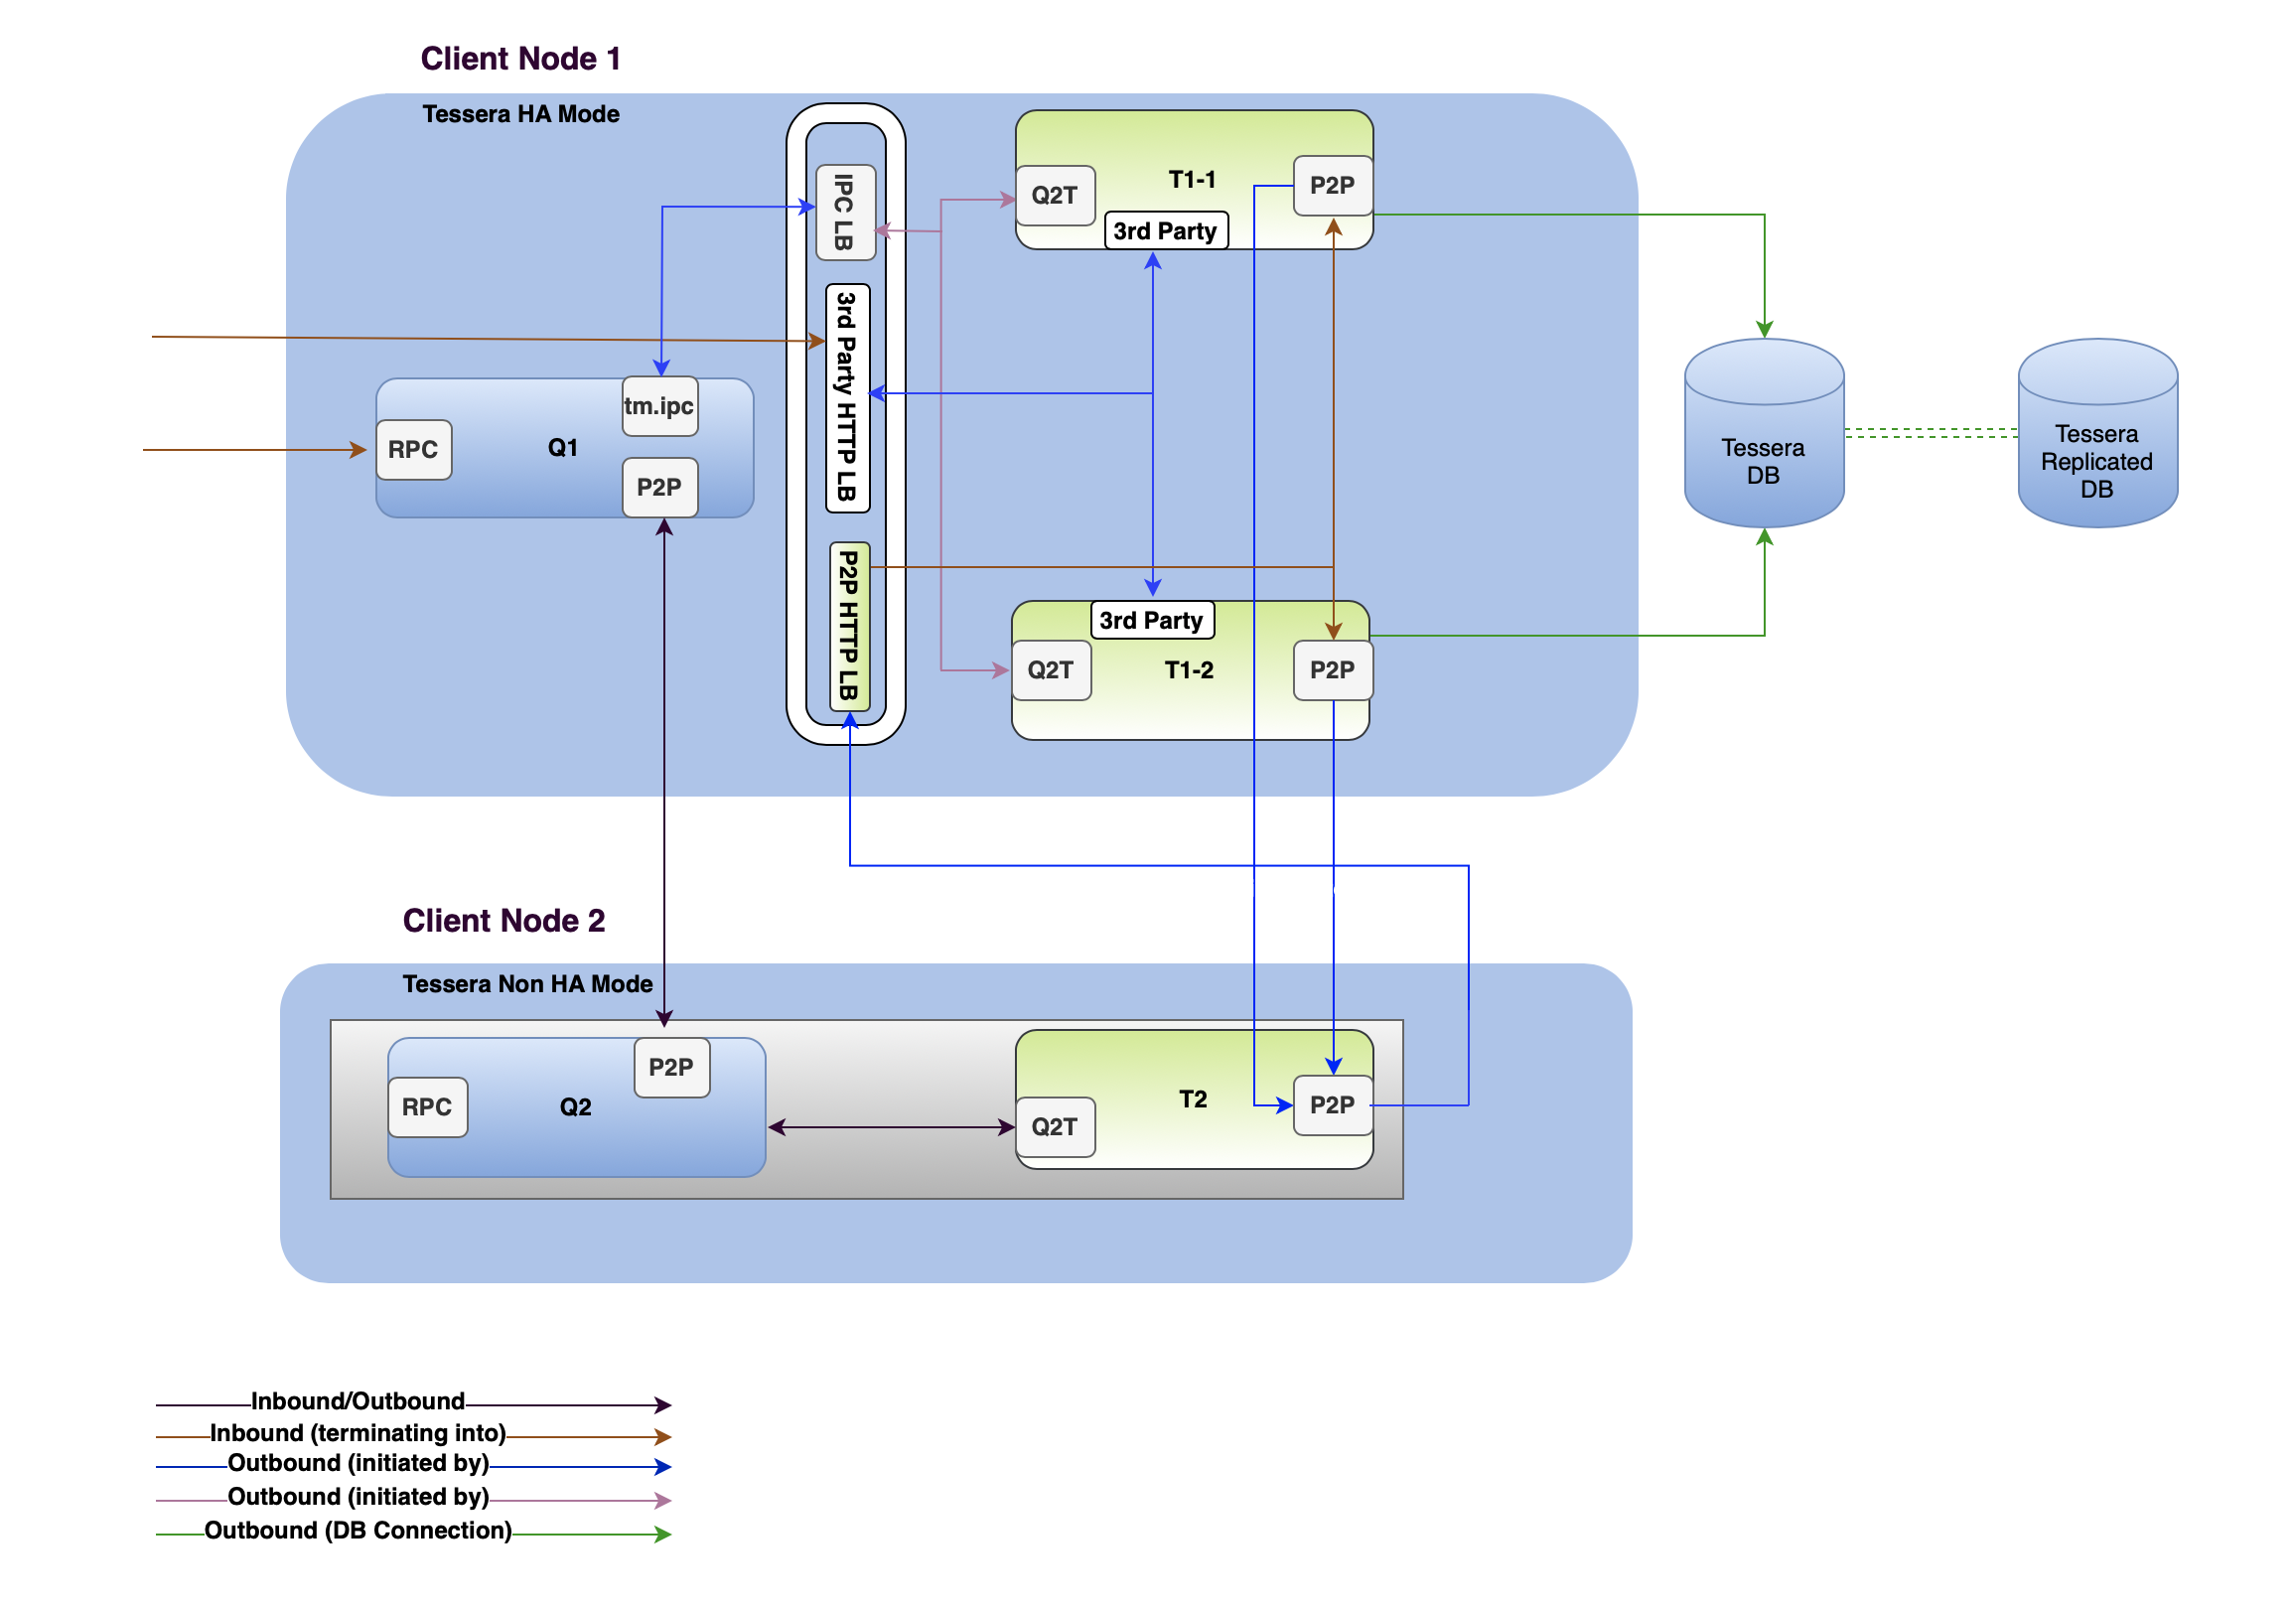 Client Node 1
Tessera HA Mode
IPC LB
3rd Party HTTP LB
P2P HTTP LB
Q2T
T1-1
P2P
3rd Party
tm.ipc
RPC
Q1
P2P
3rd Party
Q2T
T1-2
P2P
Tessera
DB
Tessera
Replicated
DB
Client Node 2
Tessera Non HA Mode
P2P
RPC
Q2
Q2T
T2
P2P
Inbound/Outbound
Inbound (terminating into)
Outbound (initiated by)
Outbound (initiated by)
Outbound (DB Connection)